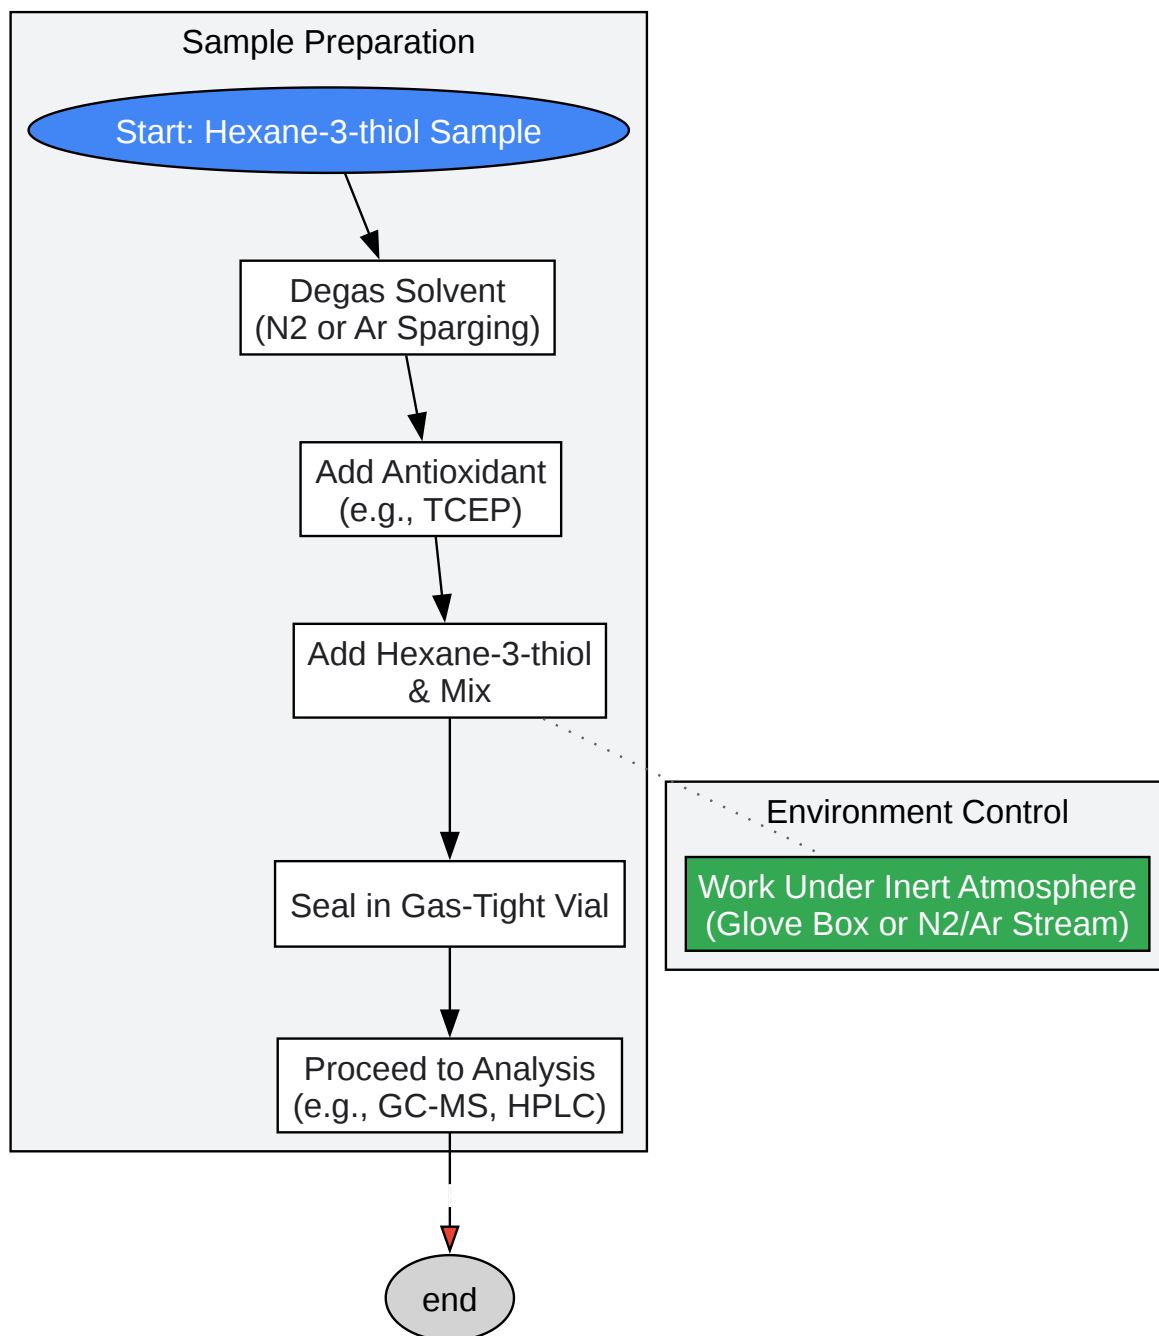 Sample Preparation
Start: Hexane-3-thiol Sample
Degas Solvent
(N2 or Ar Sparging)
Add Antioxidant
(e.g., TCEP)
Add Hexane-3-thiol
& Mix
Environment Control
Work Under Inert Atmosphere
(Glove Box or N2/Ar Stream)
Seal in Gas-Tight Vial
Proceed to Analysis
(e.g., GC-MS, HPLC)
end